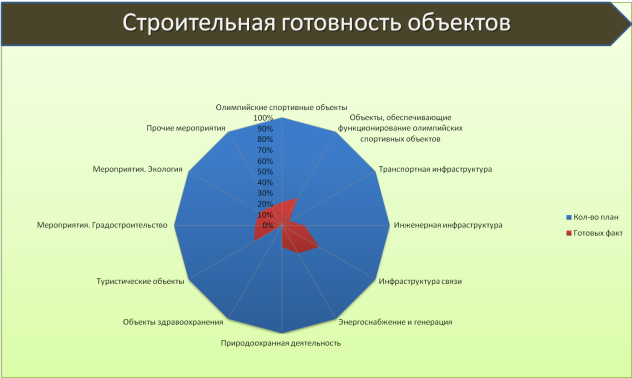 Строительная готовность объектов
Олимпийские спортивные объекты
100%
90%
80%
70%
60%
50%
40%
30%
20%
10%
0%
Объекты, обеспечивающие
функционирование олимпийских
спортивных объектов
Транспортная инфраструктура
Инженерная инфраструктура
Инфраструктура связи
Энергоснабжение и генерация
Природоохранная деятельность
Объекты здравоохранения
Туристические объекты
Мероприятия. Градостроительство
Мероприятия. Экология
Прочие мероприятия
Кол-во план
Готовых факт